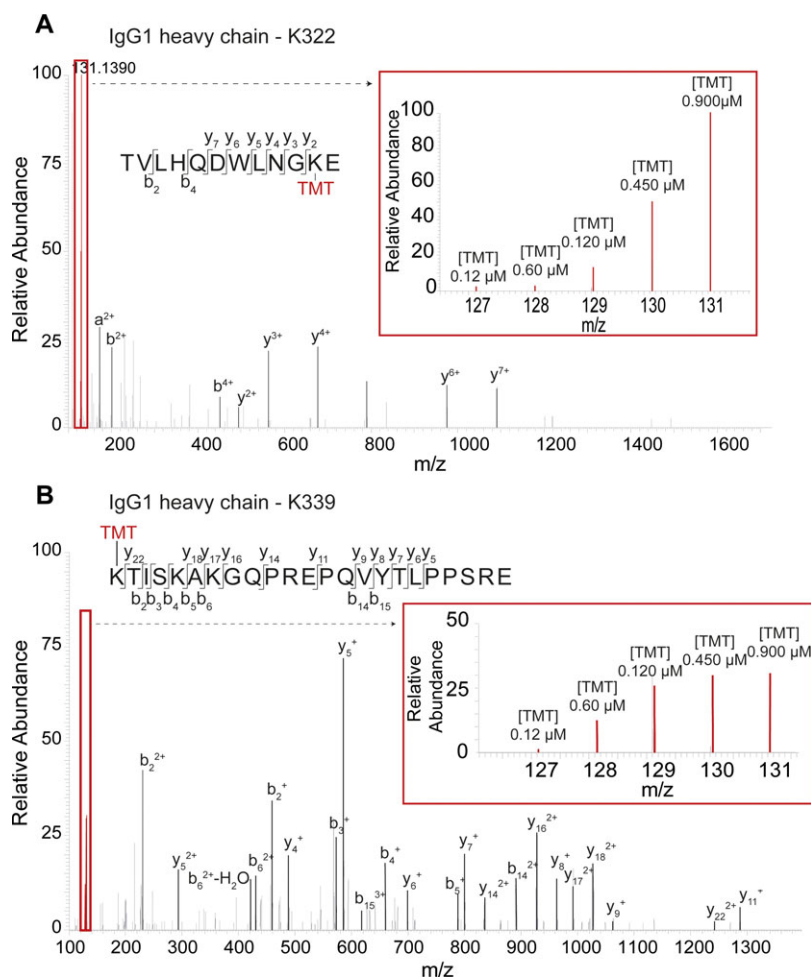 A
IgG1 heavy chain - K322
131.1390
y7 y6 y5 y4 y3 y2
TVLHQDWLNGKE
b2 b4
TMT
Relative Abundance
100
75
50
25
0
a2+
b2+
b4+
y2+
y3+
y4+
y6+
y7+
200 400 600 800 1000 1200 1400 1600
m/z
Relative Abundance
100
80
60
40
20
0
[TMT]
0.12 µM
[TMT]
0.60 µM
[TMT]
0.120 µM
[TMT]
0.450 µM
[TMT]
0.900µM
127 128 129 130 131
m/z
B
IgG1 heavy chain - K339
TMT
y22 y18 y17 y16 y14 y11 y9 y8 y7 y6 y5
KTISKAKGQPREPQVYTLPPSRE
b2 b3 b4 b5 b6 b14 b15
Relative Abundance
100
75
50
25
0
b2 2+
y5 2+
b6 2+-H2O
b6 2+
b2+
y4+
b3+
y5+
b15 3+
b4+
y6+
b5+
y7+
y14 2+
b14 2+
y16 2+
y8+
y17 2+
y18 2+
y9+
y22 2+
y11+
100 200 300 400 500 600 700 800 900 1000 1100 1200 1300
m/z
Relative
Abundance
50
25
0
[TMT]
0.12 µM
[TMT]
0.60 µM
[TMT]
0.120 µM
[TMT]
0.450 µM
[TMT]
0.900 µM
127 128 129 130 131
m/z